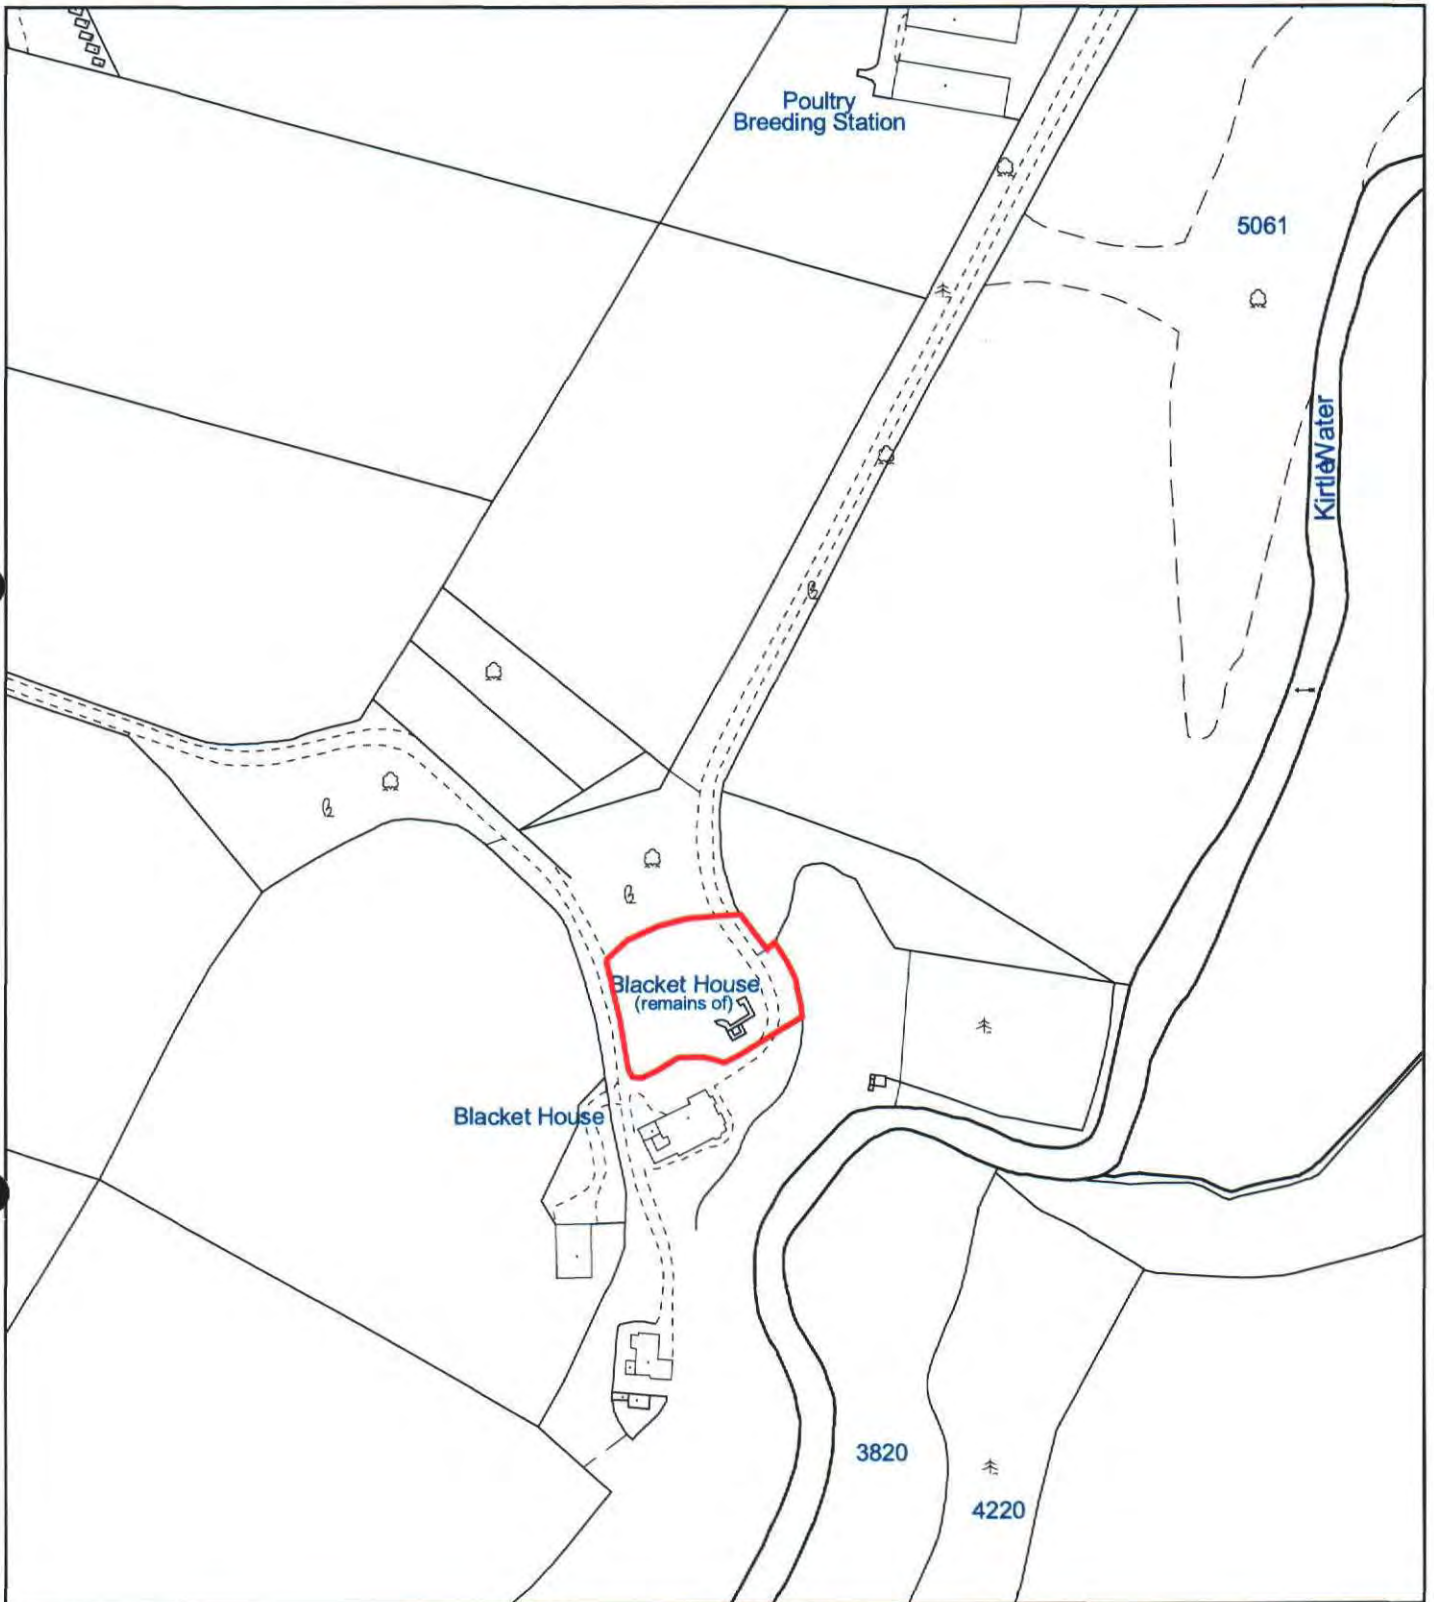 Poultry
Breeding Station
5061
Kirtle Water
Blacket House
(remains of)
Blacket House
3820
4220